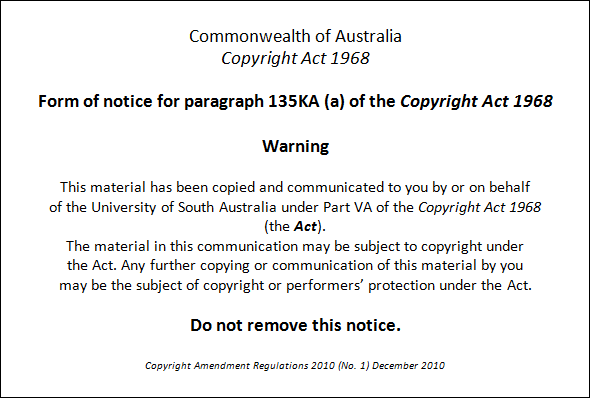 Commonwealth of Australia
Copyright Act 1968
Form of notice for paragraph 135KA (a) of the Copyright Act 1968
Warning
This material has been copied and communicated to you by or on behalf
of the University of South Australia under Part VA of the Copyright Act 1968
(the Act).
The material in this communication may be subject to copyright under
the Act. Any further copying or communication of this material by you
may be the subject of copyright or performers’ protection under the Act.
Do not remove this notice.
Copyright Amendment Regulations 2010 (No. 1) December 2010